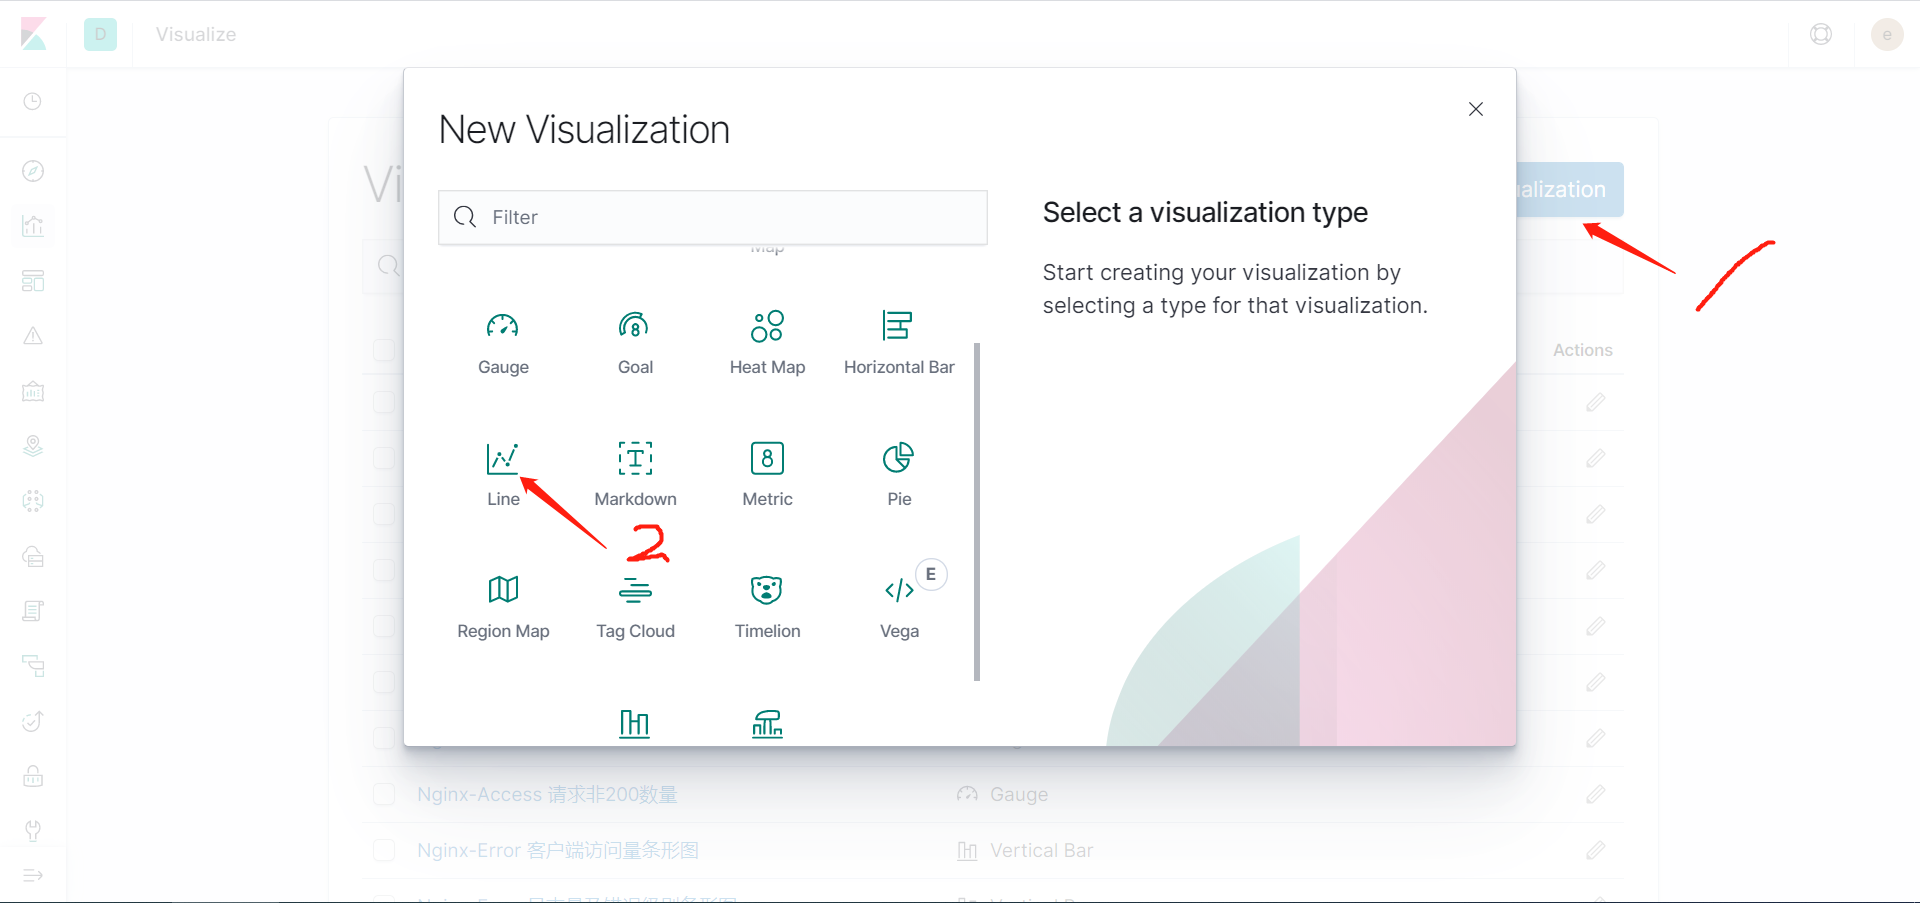 D
Visualize
e
New Visualization
Filter
Map
Select a visualization type
Start creating your visualization by
selecting a type for that visualization.
Vi
ualization
Gauge
Goal
Heat Map
Horizontal Bar
Actions
Line
Markdown
Metric
Pie
2
E
Region Map
Tag Cloud
Timelion
Vega
Nginx-Access 请求非200数量
Gauge
Nginx-Error 客户端访问量条形图
Vertical Bar